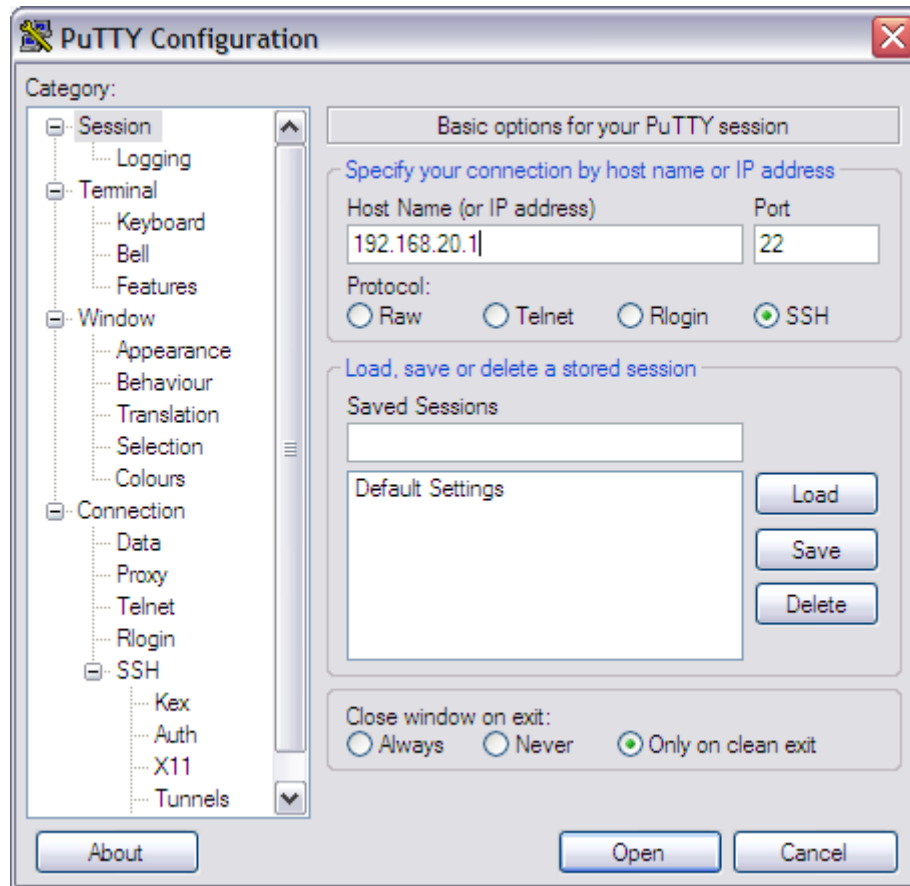 PuTTY Configuration
Category:
Session
Logging
Terminal
Keyboard
Bell
Features
Window
Appearance
Behaviour
Translation
Selection
Colours
Connection
Data
Proxy
Telnet
Rlogin
SSH
Kex
Auth
X11
Tunnels
Basic options for your PuTTY session
Specify your connection by host name or IP address
Host Name (or IP address) Port
192.168.20.1 22
Protocol:
Raw Telnet Rlogin SSH
Load, save or delete a stored session
Saved Sessions
Default Settings
Load
Save
Delete
Close window on exit:
Always Never Only on clean exit
About Open Cancel